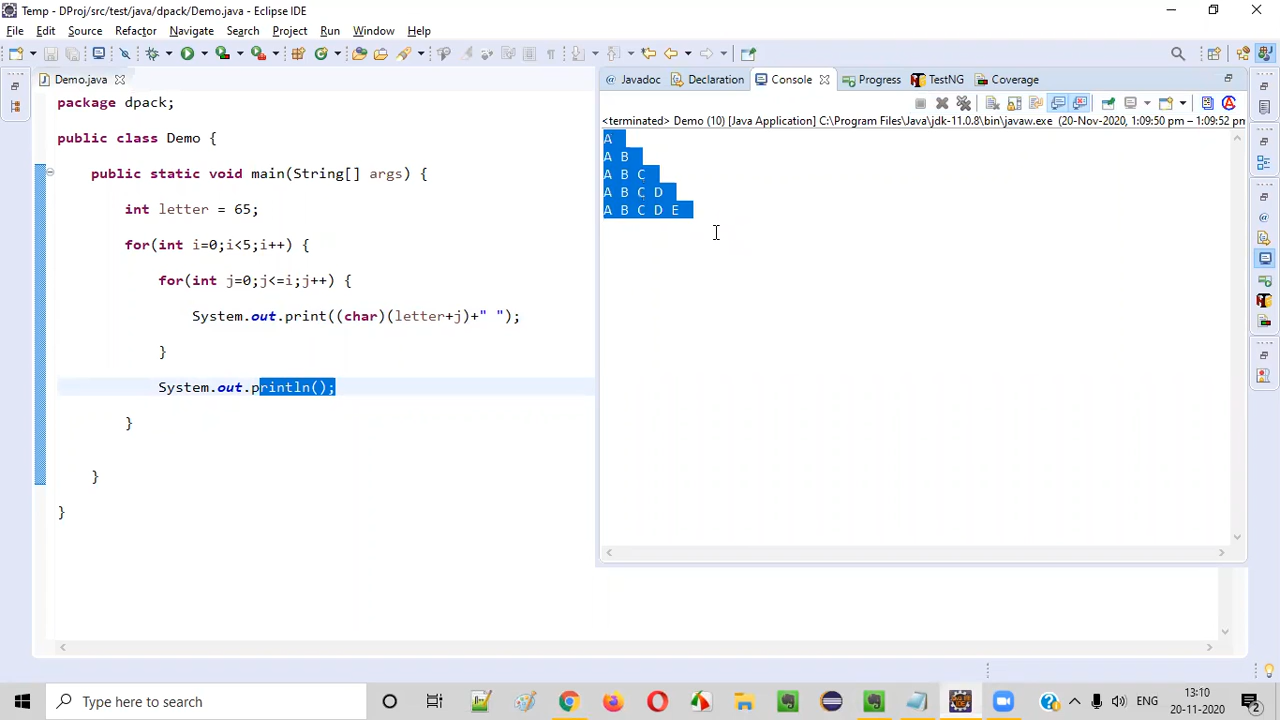 Temp - DProj/src/test/java/dpack/Demo.java - Eclipse IDE
File Edit Source Refactor Navigate Search Project Run Window Help
Demo.java
@ Javadoc Declaration Console Progress TestNG Coverage
<terminated> Demo (10) [Java Application] C:\Program Files\Java\jdk-11.0.8\bin\javaw.exe (20-Nov-2020, 1:09:50 pm – 1:09:52 pm
package dpack;
public class Demo {
public static void main(String[] args) {
int letter = 65;
for(int i=0;i<5;i++) {
for(int j=0;j<=i;j++) {
System.out.print((char)(letter+j)+" ");
}
System.out.println();
}
}
}
A
A B
A B C
A B C D
A B C D E
Type here to search
ENG
13:10
20-11-2020
2